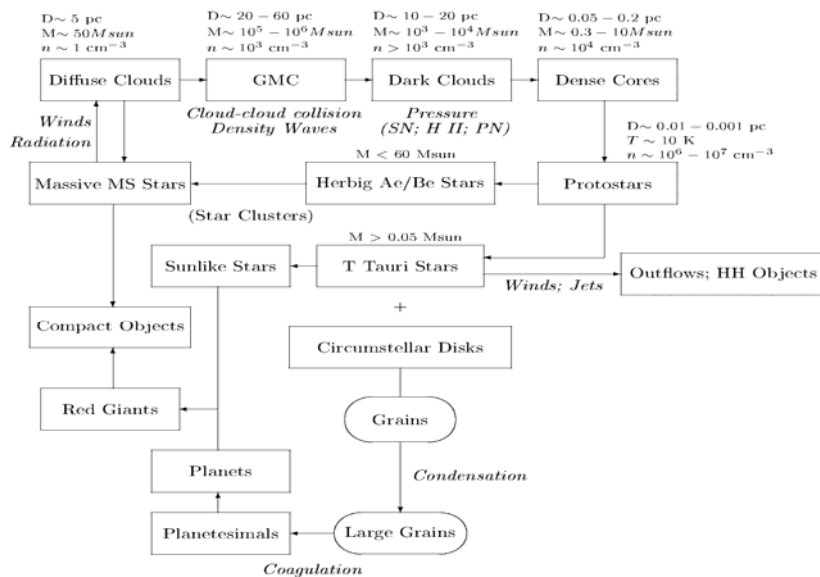 D~ 5 pc
M~ 50Msun
n ~ 1 cm⁻³
D~ 20 − 60 pc
M~ 10⁵ − 10⁶Msun
n ~ 10³ cm⁻³
D~ 10 − 20 pc
M~ 10³ − 10⁴Msun
n > 10³ cm⁻³
D~ 0.05 − 0.2 pc
M~ 0.3 − 10Msun
n ~ 10⁴ cm⁻³
Diffuse Clouds
GMC
Dark Clouds
Dense Cores
Winds
Radiation
Cloud-cloud collision
Density Waves
Pressure
(SN; H II; PN)
D~ 0.01 − 0.001 pc
T ~ 10 K
n ~ 10⁶ − 10⁷ cm⁻³
M < 60 Msun
Massive MS Stars
Herbig Ae/Be Stars
Protostars
(Star Clusters)
M > 0.05 Msun
Sunlike Stars
T Tauri Stars
Winds; Jets
Outflows; HH Objects
+
Compact Objects
Circumstellar Disks
Red Giants
Grains
Planets
Condensation
Planetesimals
Large Grains
Coagulation